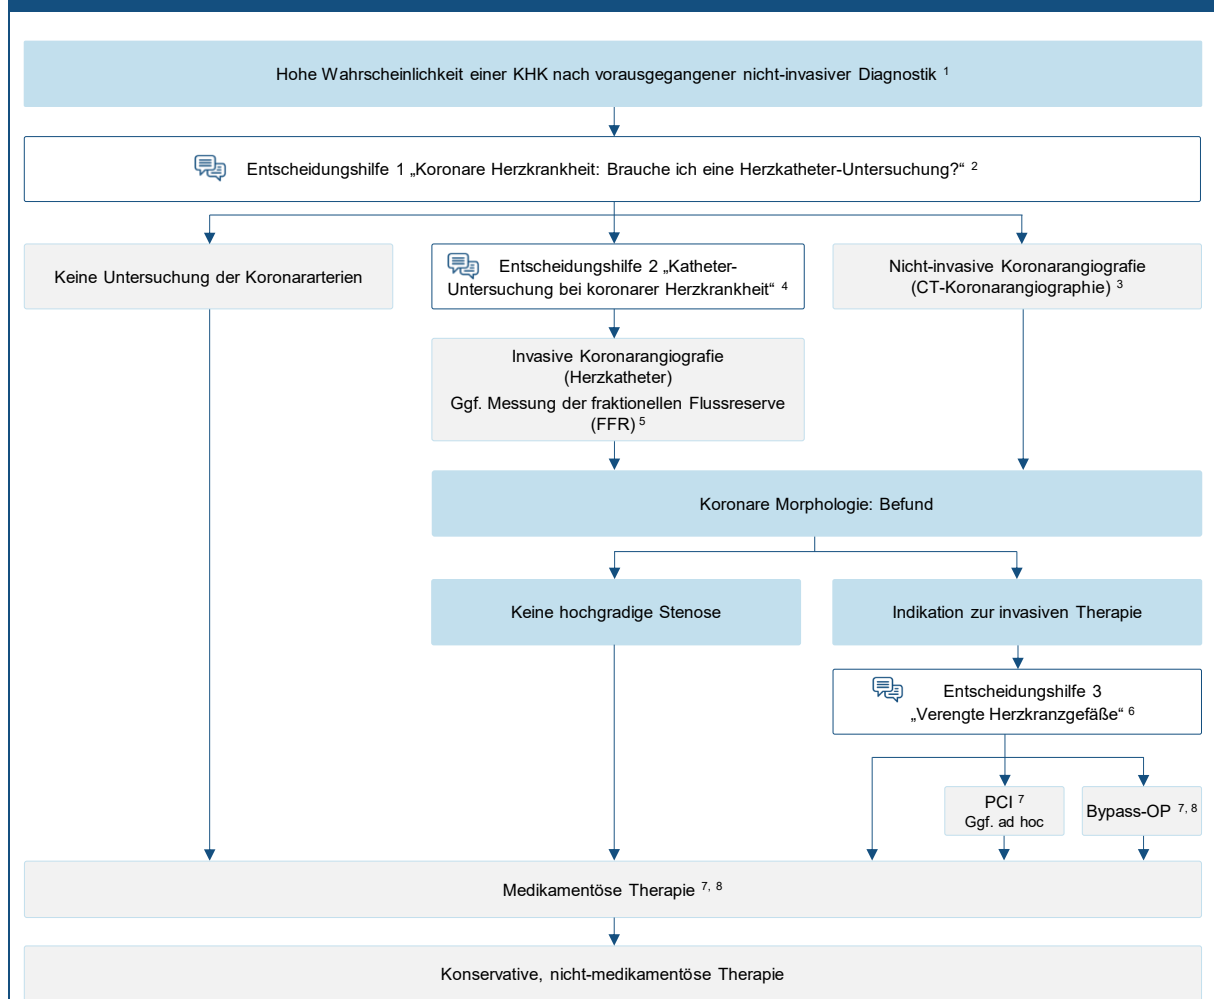 Hohe Wahrscheinlichkeit einer KHK nach vorausgegangener nicht-invasiver Diagnostik ¹
Entscheidungshilfe 1 „Koronare Herzkrankheit: Brauche ich eine Herzkatheter-Untersuchung?“ ²
Keine Untersuchung der Koronararterien
Entscheidungshilfe 2 „Katheter-
Untersuchung bei koronarer Herzkrankheit“ ⁴
Nicht-invasive Koronarangiografie
(CT-Koronarangiographie) ³
Invasive Koronarangiografie
(Herzkatheter)
Ggf. Messung der fraktionellen Flussreserve
(FFR) ⁵
Koronare Morphologie: Befund
Keine hochgradige Stenose
Indikation zur invasiven Therapie
Entscheidungshilfe 3
„Verengte Herzkranzgefäße“ ⁶
PCI ⁷
Ggf. ad hoc
Bypass-OP ⁷, ⁸
Medikamentöse Therapie ⁷, ⁸
Konservative, nicht-medikamentöse Therapie